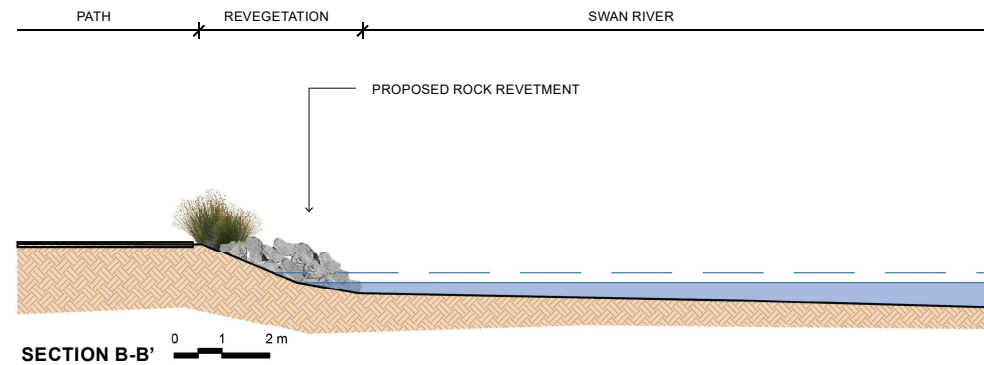 PATH
REVEGETATION
SWAN RIVER
PROPOSED ROCK REVETMENT
0 1 2 m
SECTION B-B'